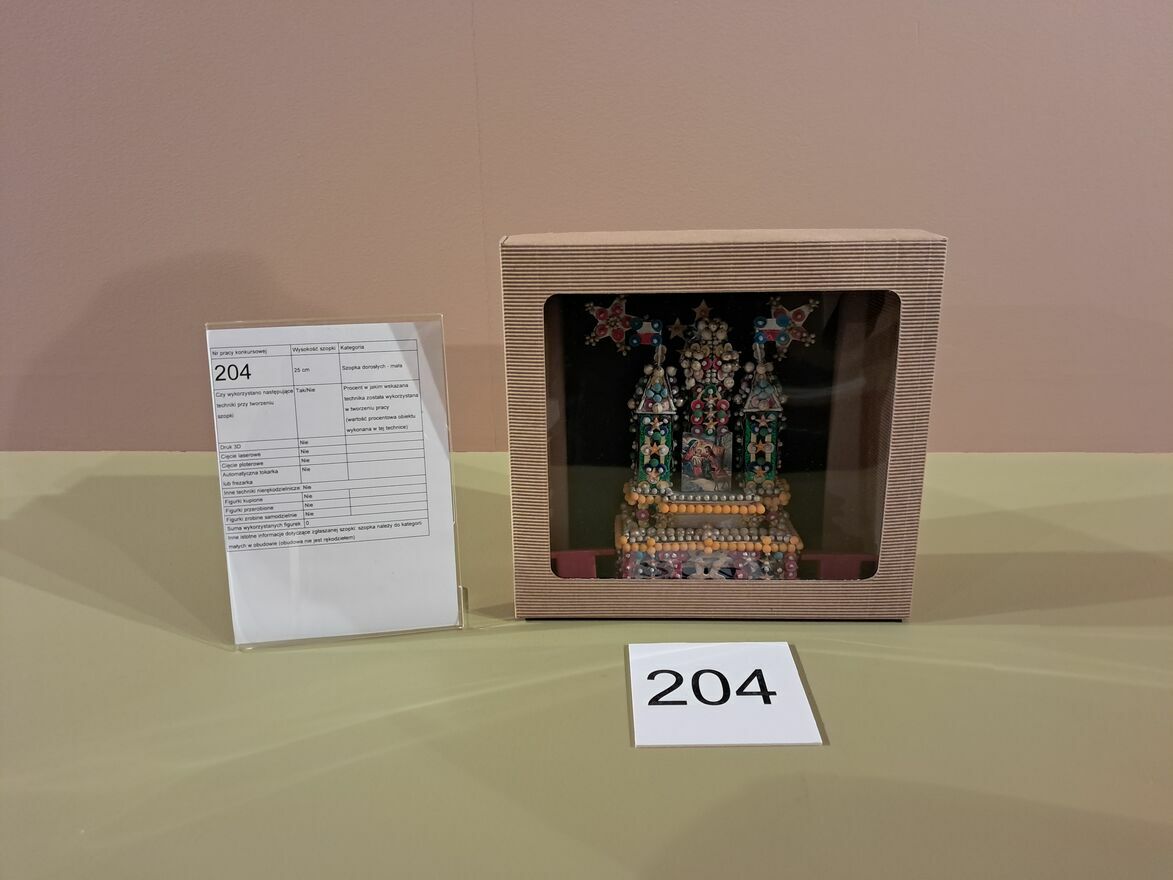 Nr pracy konkursowej Wysokość szopki Kategoria
204 25 cm Szopka dorosłych - mała
Czy wykorzystano następujące Tak/Nie Procent w jakim wskazana
techniki przy tworzeniu technika została wykorzystana
szopki w tworzeniu pracy
(wartość procentowa obiektu
wykonana w tej technice)
Druk 3D Nie
Cięcie laserowe Nie
Cięcie ploterowe Nie
Automatyczna tokarka Nie
lub frezarka
Inne techniki nierękodzielnicze Nie
Figurki kupione Nie
Figurki przerobione Nie
Figurki zrobine samodzielnie Nie
Suma wykorzystanych figurek 0
Inne istotne informacje dotyczące zgłaszanej szopki: szopka należy do kategorii
małych w obudowie (obudowa nie jest rękodziełem)
204